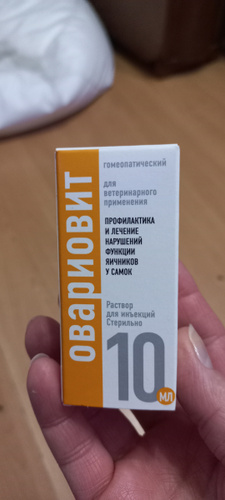 ОВАРИОВИТ
гомеопатический
для
ветеринарного
применения
ПРОФИЛАКТИКА
И ЛЕЧЕНИЕ
НАРУШЕНИЙ
ФУНКЦИИ
ЯИЧНИКОВ
У САМОК
Раствор
для инъекций
Стерильно
10 МЛ